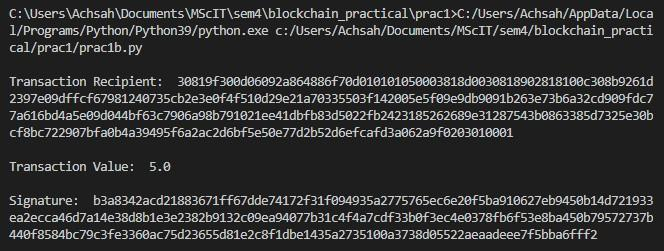 C:\Users\Achsah\Documents\MScIT\sem4\blockchain_practical\prac1>C:/Users/Achsah/AppData/Loca
l/Programs/Python/Python39/python.exe c:/Users/Achsah/Documents/MScIT/sem4/blockchain_practi
cal/prac1/prac1b.py
Transaction Recipient:  30819f300d06092a864886f70d010101050003818d0030818902818100c308b9261d
2397e09dffcf67981240735cb2e3e0f4f510d29e21a70335503f142005e5f09e9db9091b263e73b6a32cd909fdc7
7a616bd4a5e09d044bf63c7906a98b791021ee41dbfb83d5022fb2423185262689e31287543b0863385d7325e30b
cf8bc722907bfa0b4a39495f6a2ac2d6bf5e50e77d2b52d6efcafd3a062a9f0203010001
Transaction Value:  5.0
Signature:  b3a8342acd21883671ff67dde74172f31f094935a2775765ec6e20f5ba910627eb9450b14d721933
ea2ecca46d7a14e38d8b1e3e2382b9132c09ea94077b31c4f4a7cdf33b0f3ec4e0378fb6f53e8ba450b79572737b
440f8584bc79c3fe3360ac75d23655d81e2c8f1dbe1435a2735100a3738d05522aeaadeee7f5bba6fff2